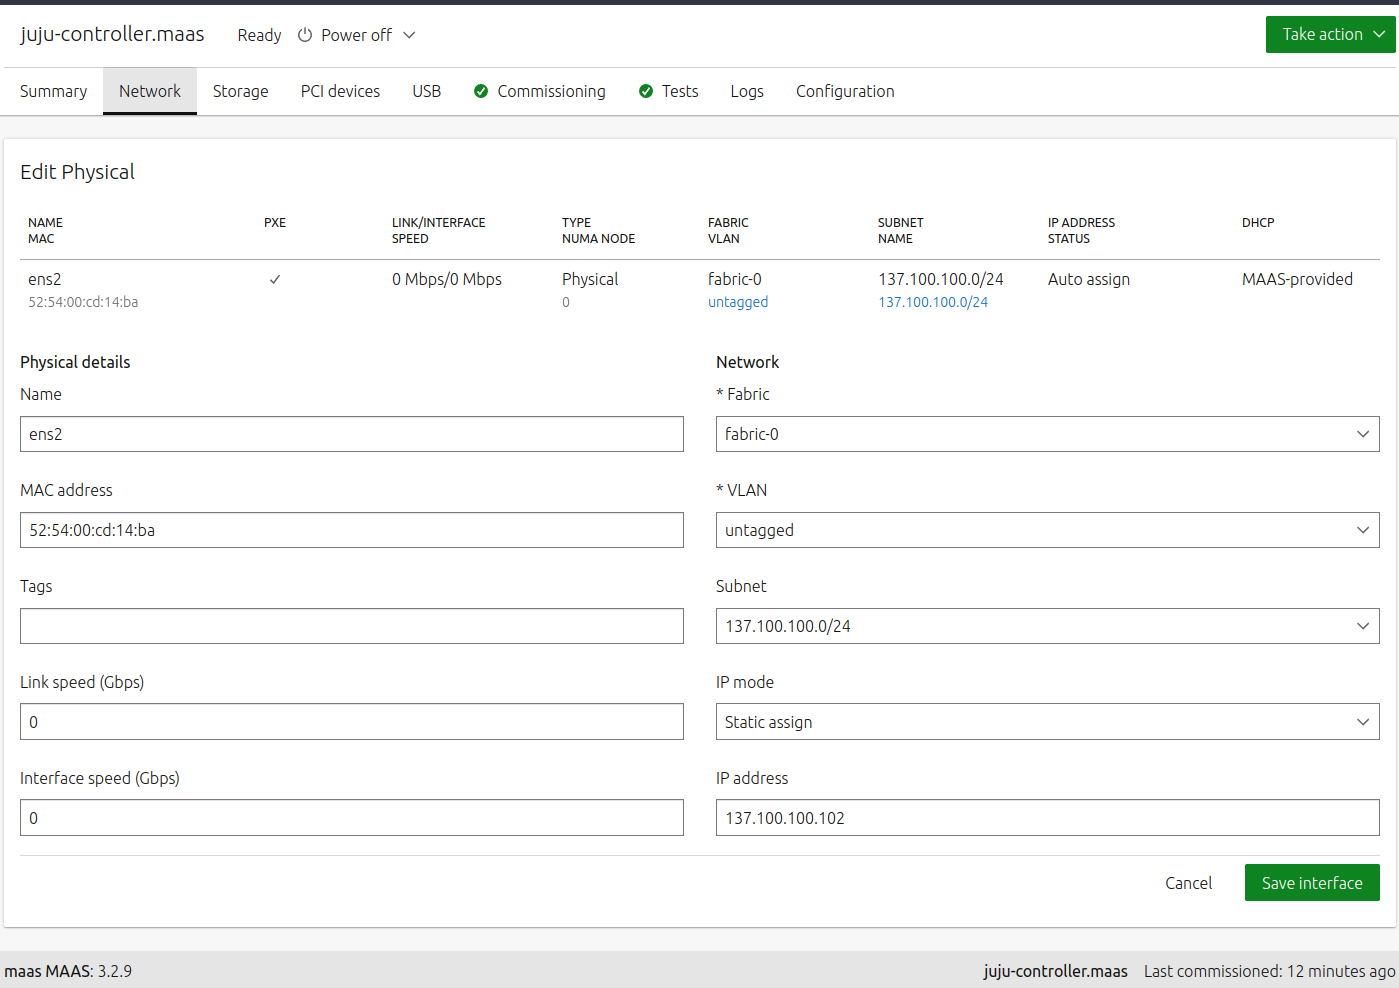 juju-controller.maas Ready Power off Take action
Summary Network Storage PCI devices USB Commissioning Tests Logs Configuration
Edit Physical
NAME PXE LINK/INTERFACE TYPE FABRIC SUBNET IP ADDRESS DHCP
MAC SPEED NUMA NODE VLAN NAME STATUS
ens2 0 Mbps/0 Mbps Physical fabric-0 137.100.100.0/24 Auto assign MAAS-provided
52:54:00:cd:14:ba 0 untagged 137.100.100.0/24
Physical details Network
Name * Fabric
ens2 fabric-0
MAC address * VLAN
52:54:00:cd:14:ba untagged
Tags Subnet
137.100.100.0/24
Link speed (Gbps) IP mode
0 Static assign
Interface speed (Gbps) IP address
0 137.100.100.102
Cancel Save interface
maas MAAS: 3.2.9 juju-controller.maas Last commissioned: 12 minutes ago